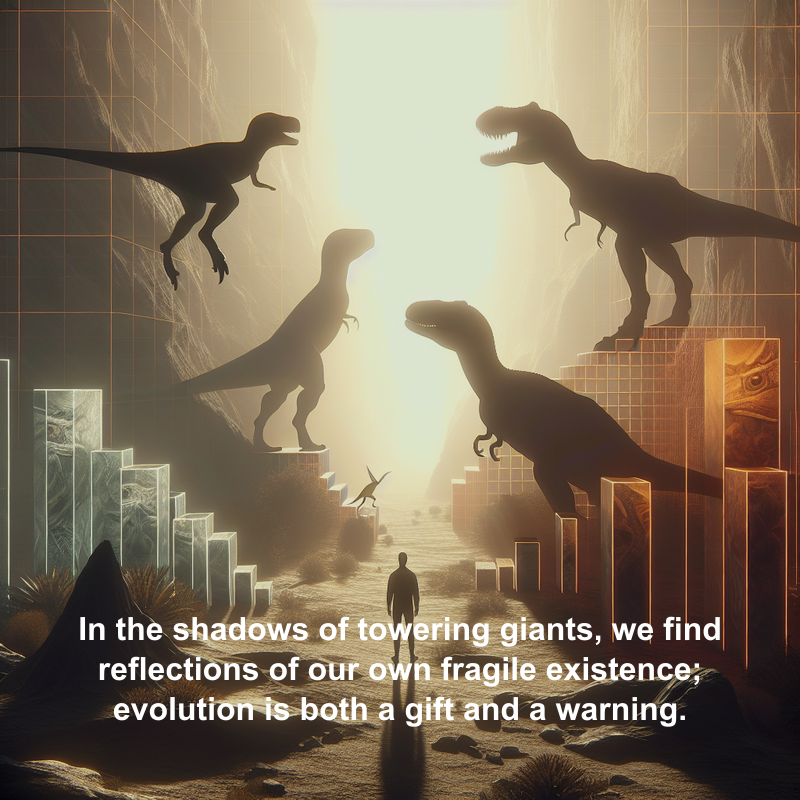 In the shadows of towering giants, we find
reflections of our own fragile existence;
evolution is both a gift and a warning.